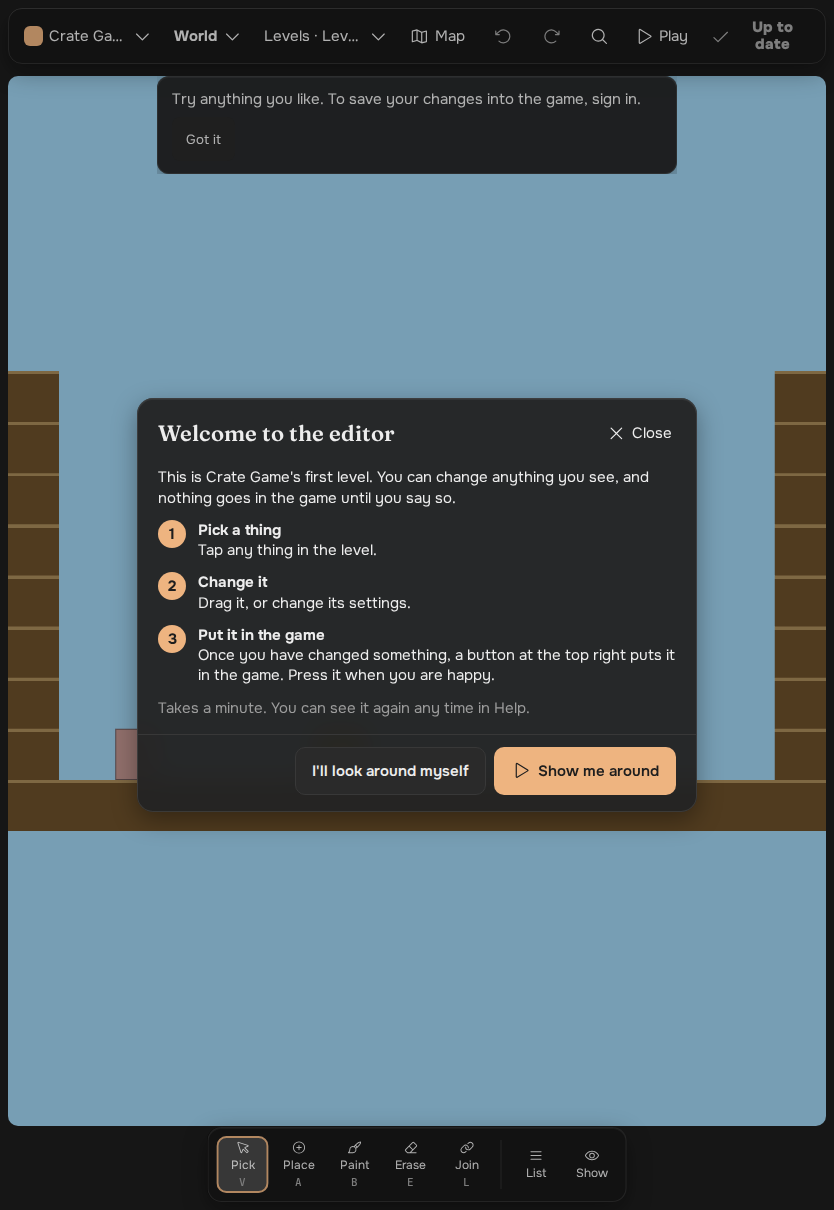 Crate Ga...
World
Levels · Lev...
Map
Play
Up to
date
Try anything you like. To save your changes into the game, sign in.
Got it
Welcome to the editor
Close
This is Crate Game's first level. You can change anything you see, and
nothing goes in the game until you say so.
1
Pick a thing
Tap any thing in the level.
2
Change it
Drag it, or change its settings.
3
Put it in the game
Once you have changed something, a button at the top right puts it
in the game. Press it when you are happy.
Takes a minute. You can see it again any time in Help.
I'll look around myself
Show me around
Pick
V
Place
A
Paint
B
Erase
E
Join
L
List
Show